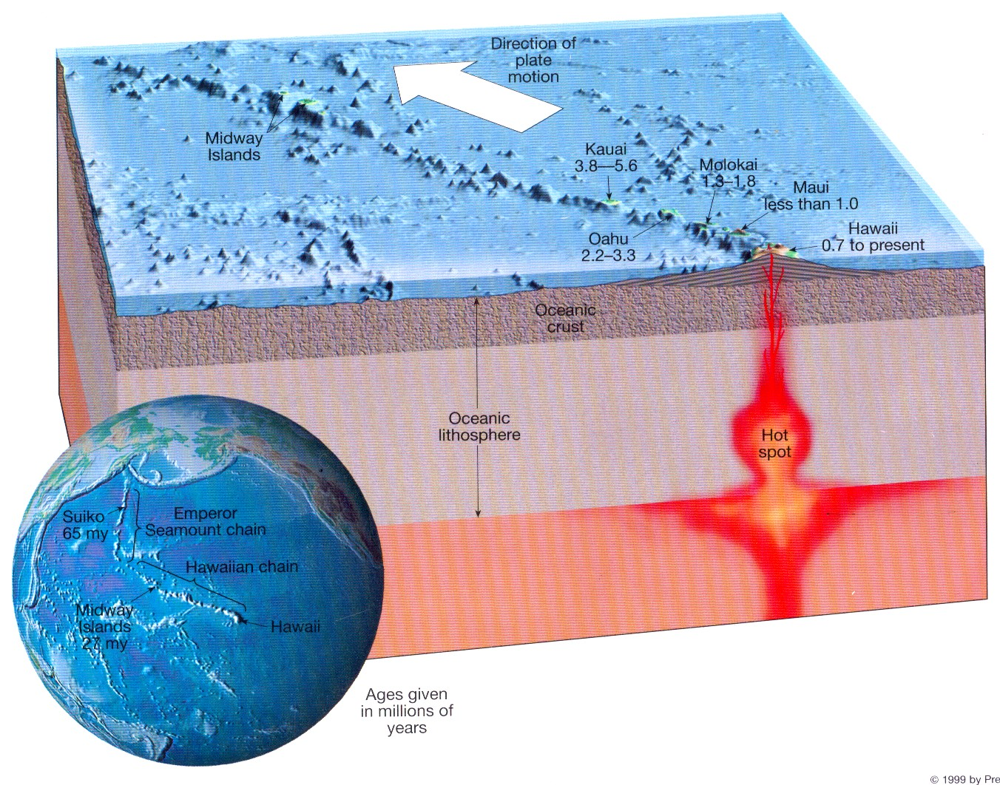 Direction of
plate
motion
Midway
Islands
Kauai
3.8—5.6
Molokai
1.3–1.8
Maui
less than 1.0
Hawaii
0.7 to present
Oahu
2.2–3.3
Oceanic
crust
Oceanic
lithosphere
Hot
spot
Suiko
65 my
Emperor
Seamount chain
Hawaiian chain
Midway
Islands
27 my
Hawaii
Ages given
in millions of
years
© 1999 by Pre